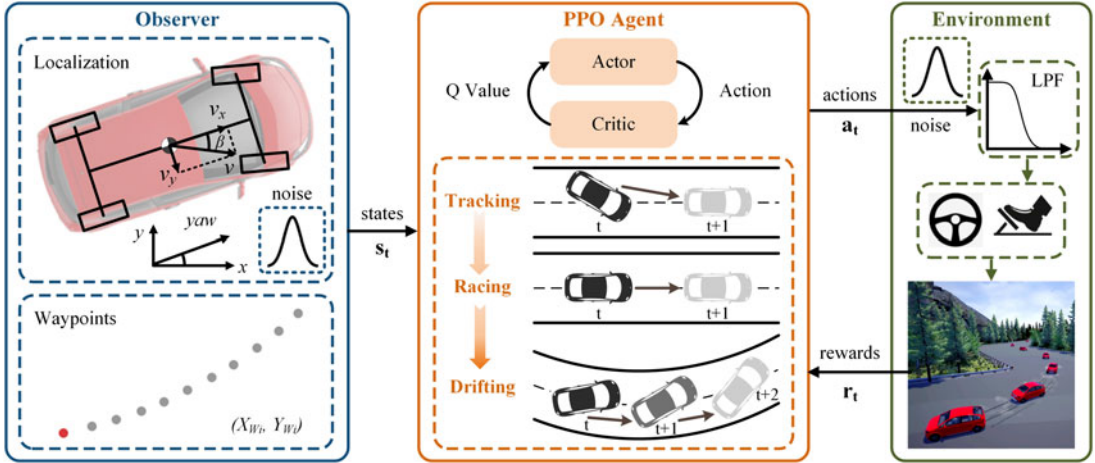 Observer
Localization
v_x
β
v_y
v
noise
y
yaw
x
Waypoints
(X_Wi, Y_Wi)
states
s_t
PPO Agent
Actor
Q Value
Action
Critic
Tracking
t
t+1
Racing
t
t+1
Drifting
t
t+1
t+2
actions
a_t
rewards
r_t
Environment
noise
LPF